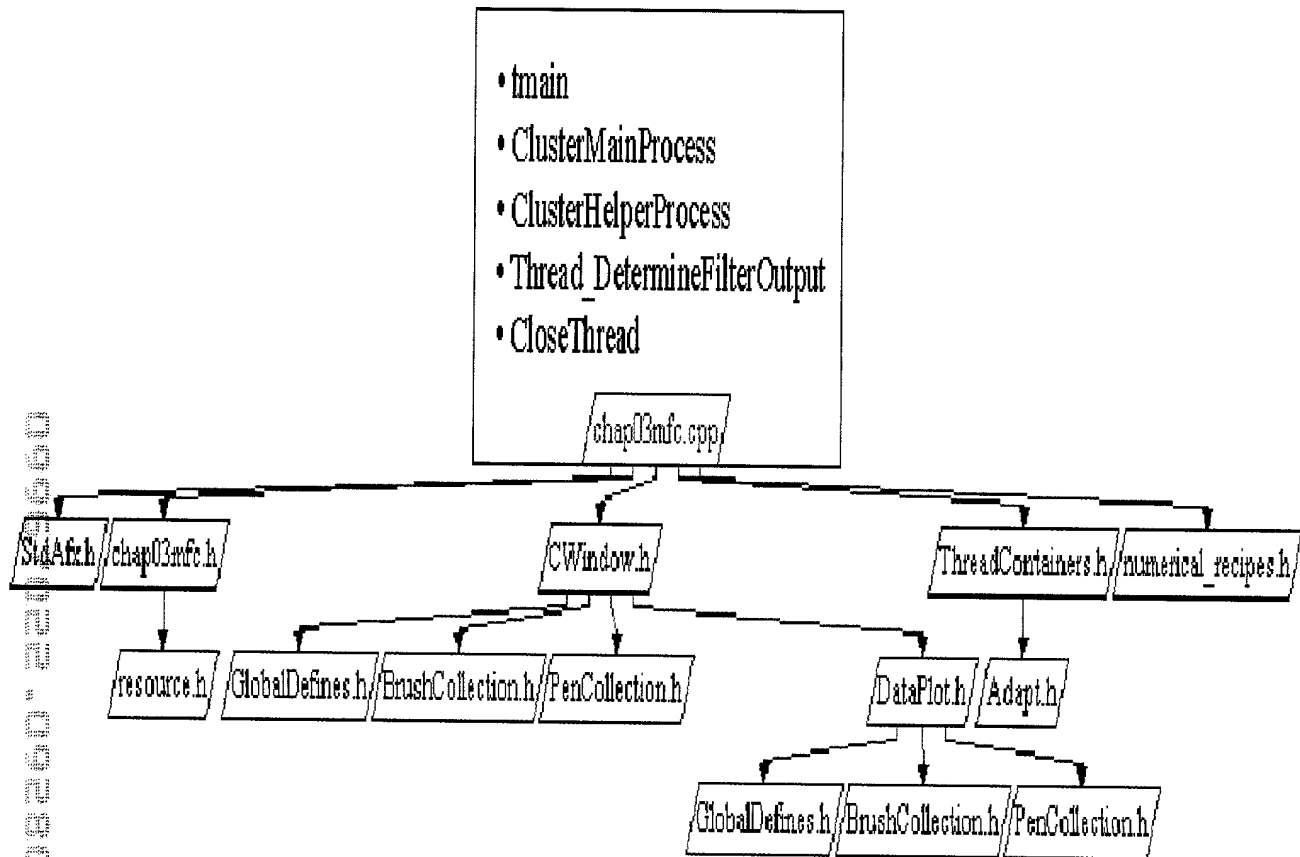 • tmain
• ClusterMainProcess
• ClusterHelperProcess
• Thread_DetermineFilterOutput
• CloseThread
chap03mfc.cpp
StdAfx.h chap03mfc.h CWindow.h ThreadContainers.h numerical_recipes.h
resource.h GlobalDefines.h BrushCollection.h PenCollection.h DataPlot.h Adapt.h
GlobalDefines.h BrushCollection.h PenCollection.h